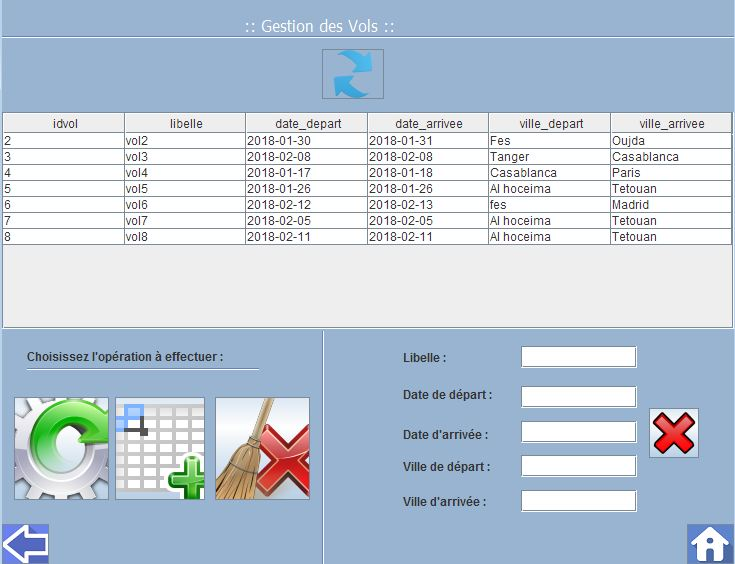 :: Gestion des Vols ::
idvol libelle date_depart date_arrivee ville_depart ville_arrivee
2 vol2 2018-01-30 2018-01-31 Fes Oujda
3 vol3 2018-02-08 2018-02-08 Tanger Casablanca
4 vol4 2018-01-17 2018-01-18 Casablanca Paris
5 vol5 2018-01-26 2018-01-26 Al hoceima Tetouan
6 vol6 2018-02-12 2018-02-13 fes Madrid
7 vol7 2018-02-05 2018-02-05 Al hoceima Tetouan
8 vol8 2018-02-11 2018-02-11 Al hoceima Tetouan
Choisissez l'opération à effectuer :
Libelle :
Date de départ :
Date d'arrivée :
Ville de départ :
Ville d'arrivée :